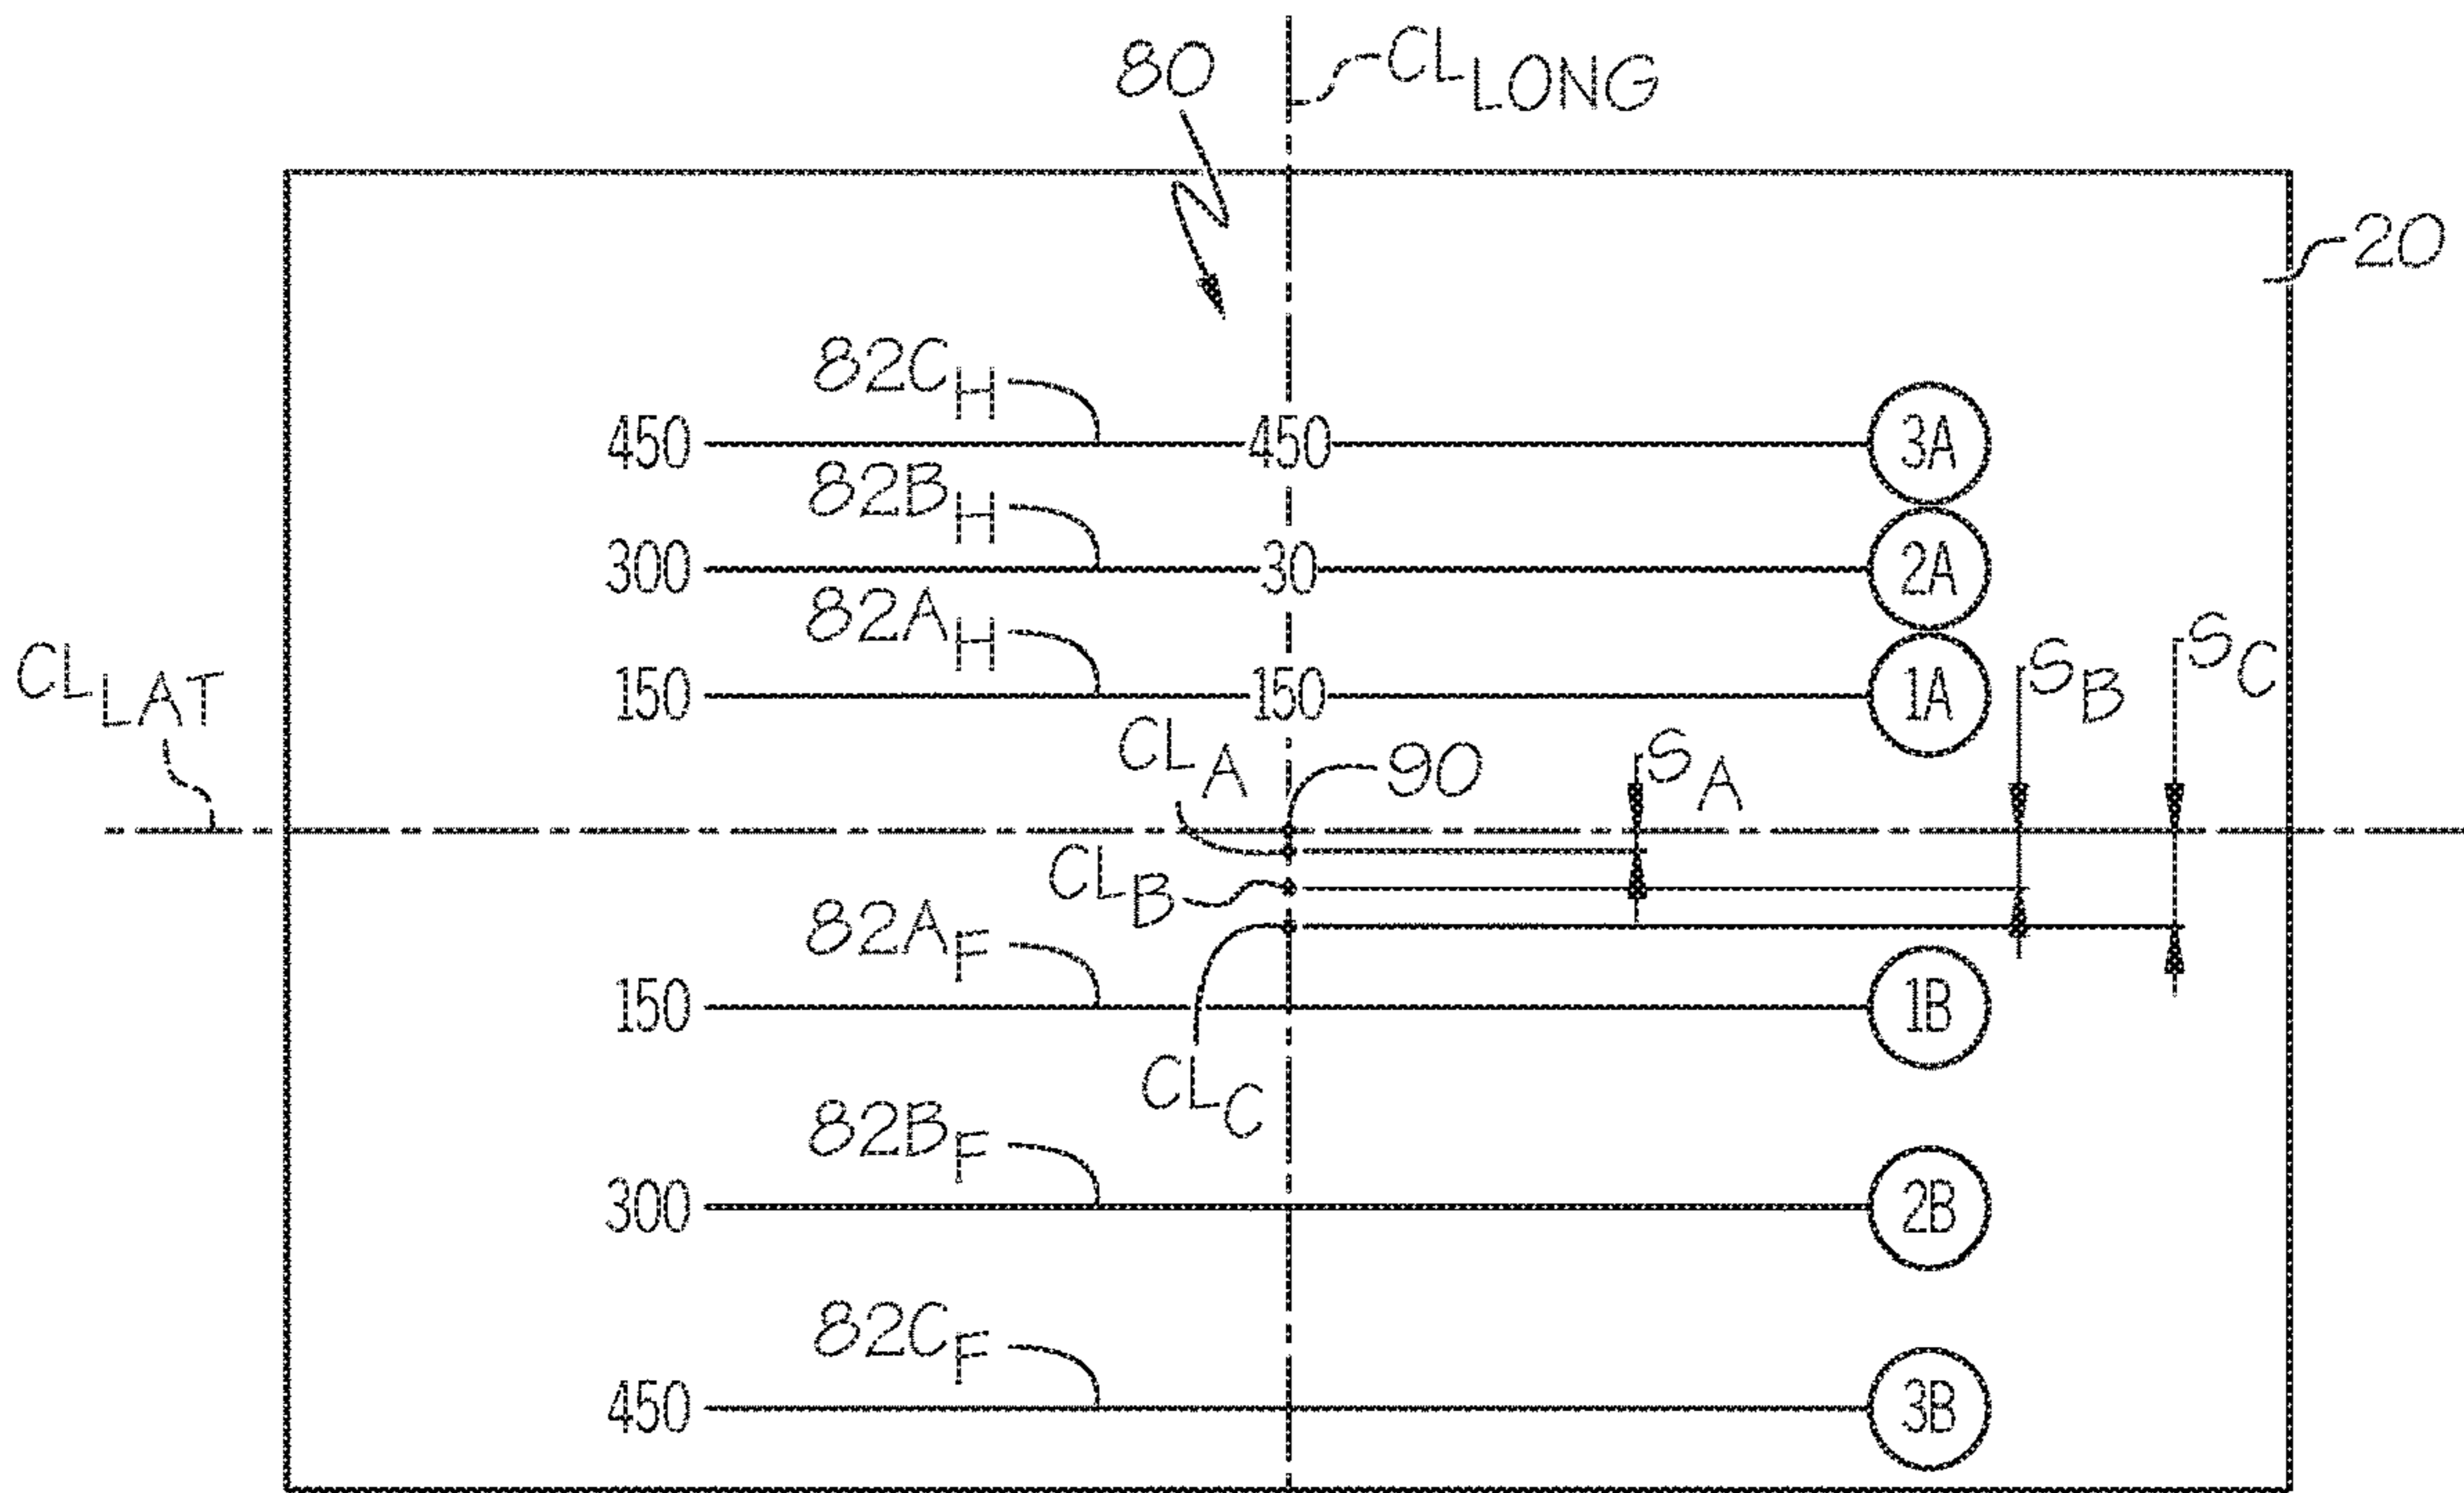 80
CL LONG
20
82C H
450 450 3A
82B H
300 30 2A
82A H
150 150 1A
CL LAT
S B
S C
CL A
90
S A
CL B
82A F
150 1B
CL C
82B F
300 2B
82C F
450 3B